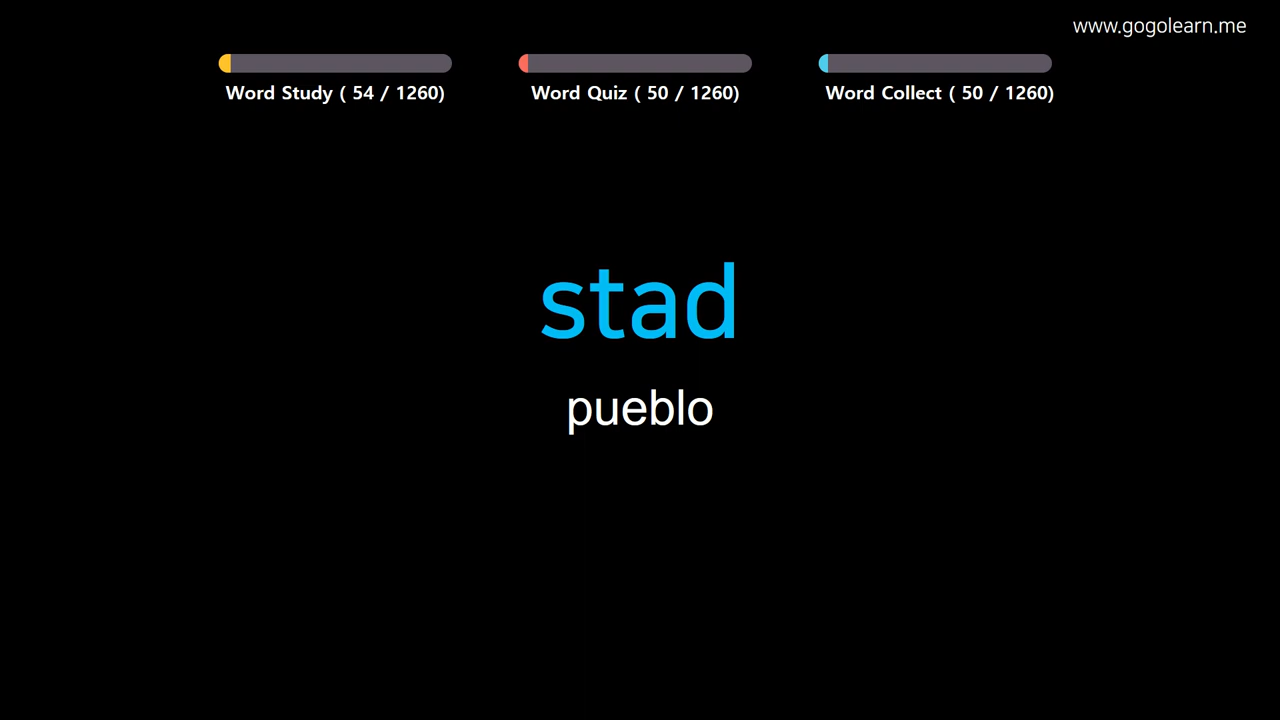 www.gogolearn.me
Word Study ( 54 / 1260)
Word Quiz ( 50 / 1260)
Word Collect ( 50 / 1260)
stad
pueblo